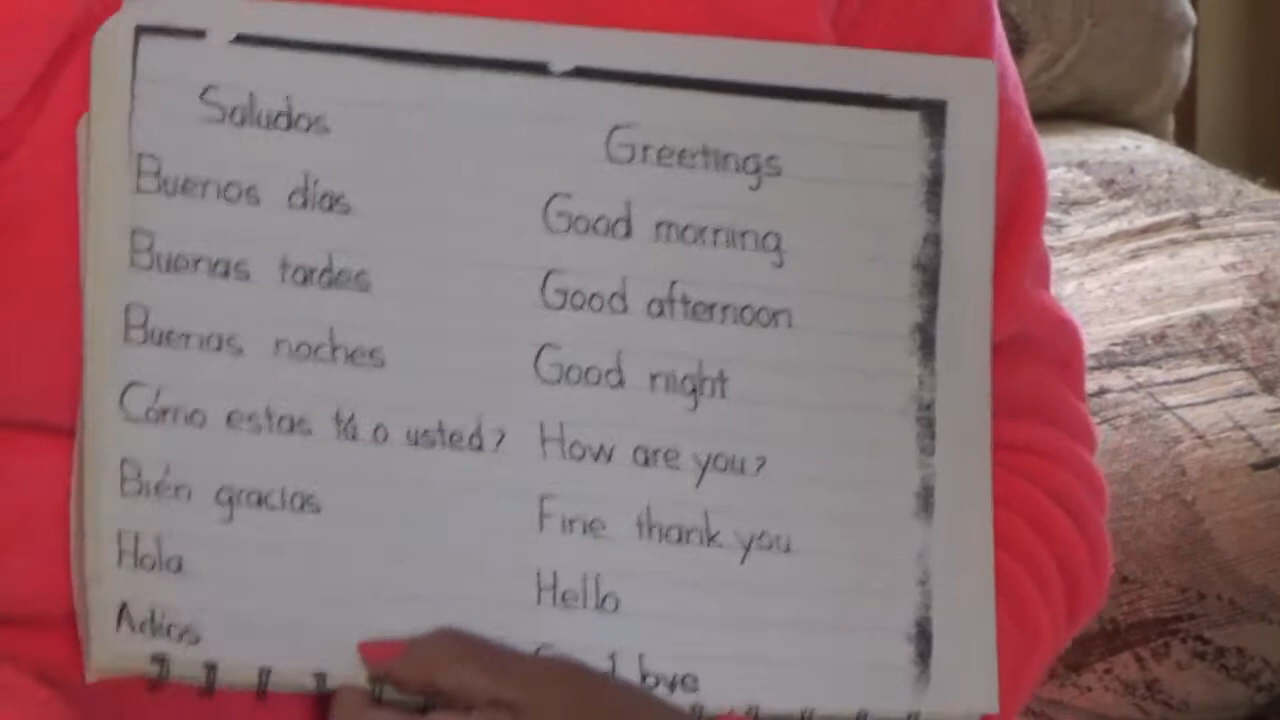 Saludos Greetings
Buenos días Good morning
Buenas tardes Good afternoon
Buenas noches Good night
Cómo estas tú o usted? How are you?
Bién gracias Fine thank you
Hola Hello
Adios bye